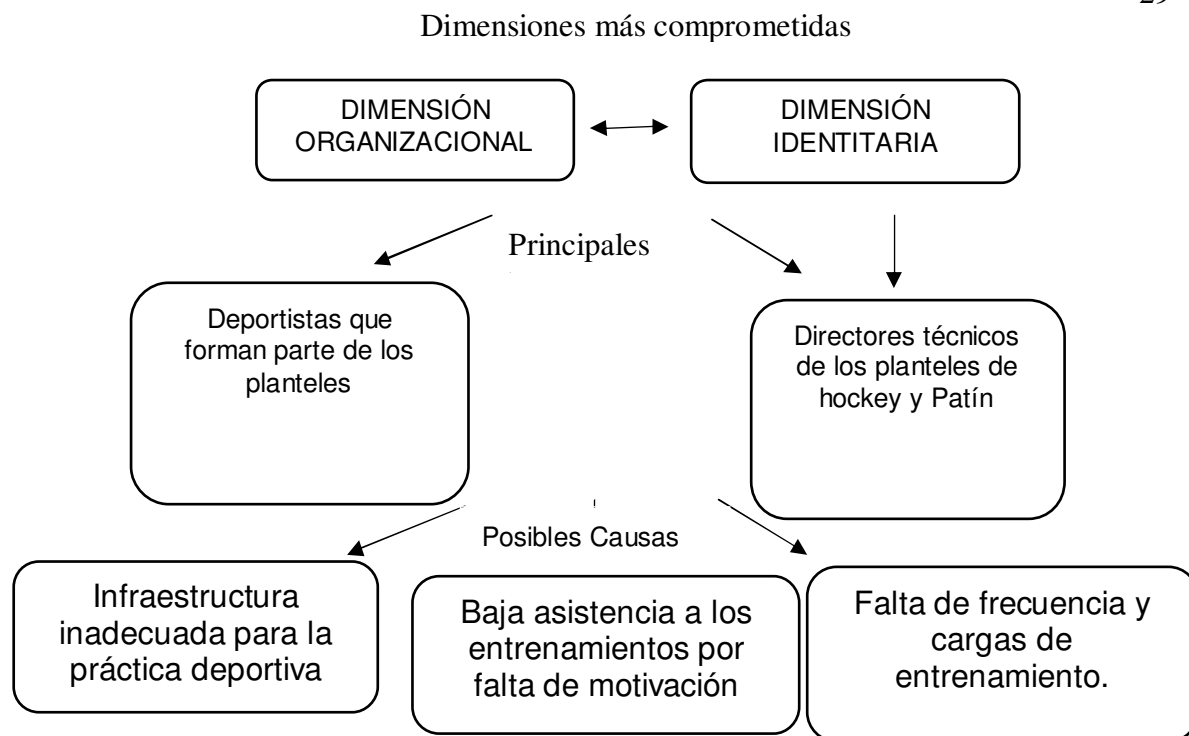 29
Dimensiones más comprometidas
DIMENSIÓN
ORGANIZACIONAL
DIMENSIÓN
IDENTITARIA
Principales
Deportistas que
forman parte de los
planteles
Directores técnicos
de los planteles de
hockey y Patín
Posibles Causas
Infraestructura
inadecuada para la
práctica deportiva
Baja asistencia a los
entrenamientos por
falta de motivación
Falta de frecuencia y
cargas de
entrenamiento.